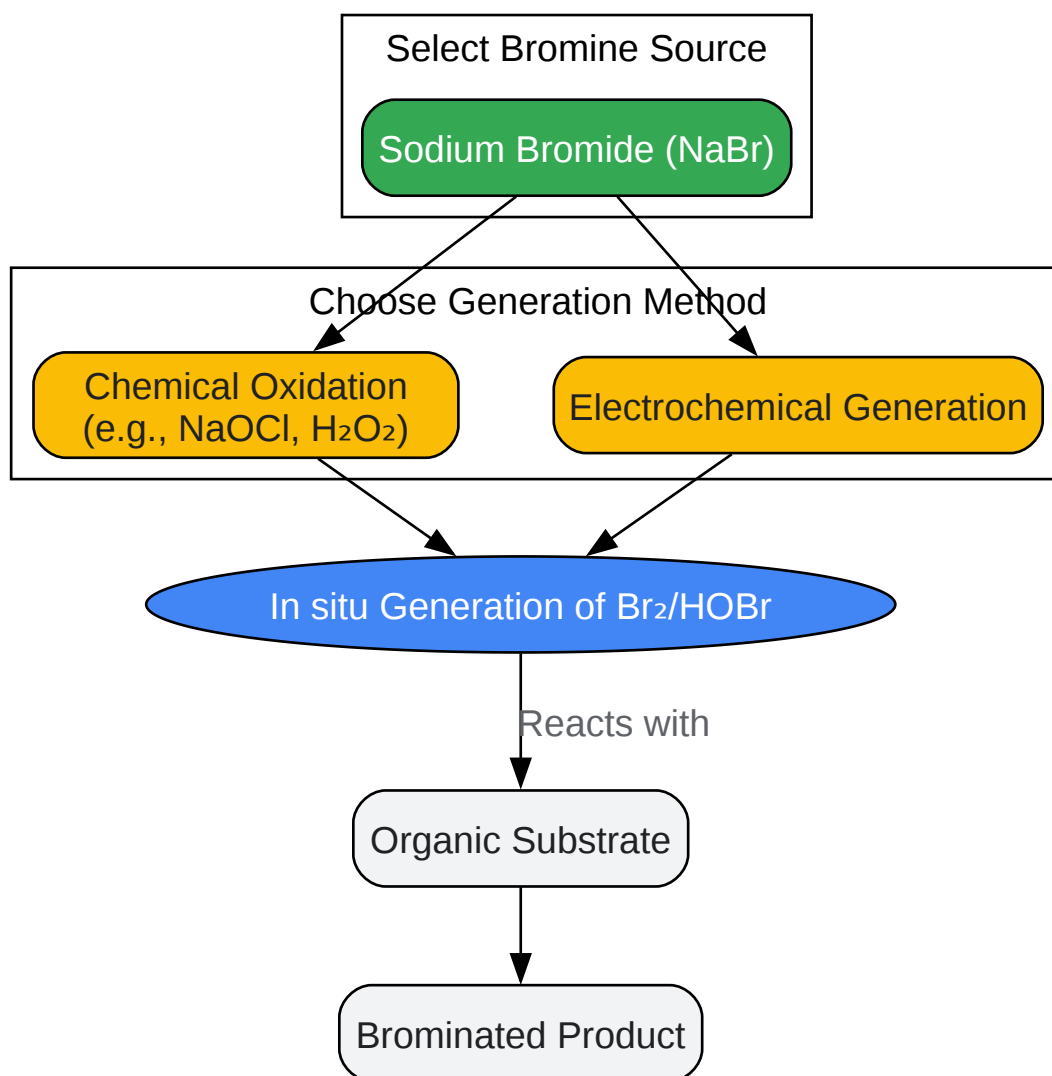 Select Bromine Source
Sodium Bromide (NaBr)
Choose Generation Method
Chemical Oxidation
(e.g., NaOCl, H₂O₂)
Electrochemical Generation
In situ Generation of Br₂/HOBr
Reacts with
Organic Substrate
Brominated Product